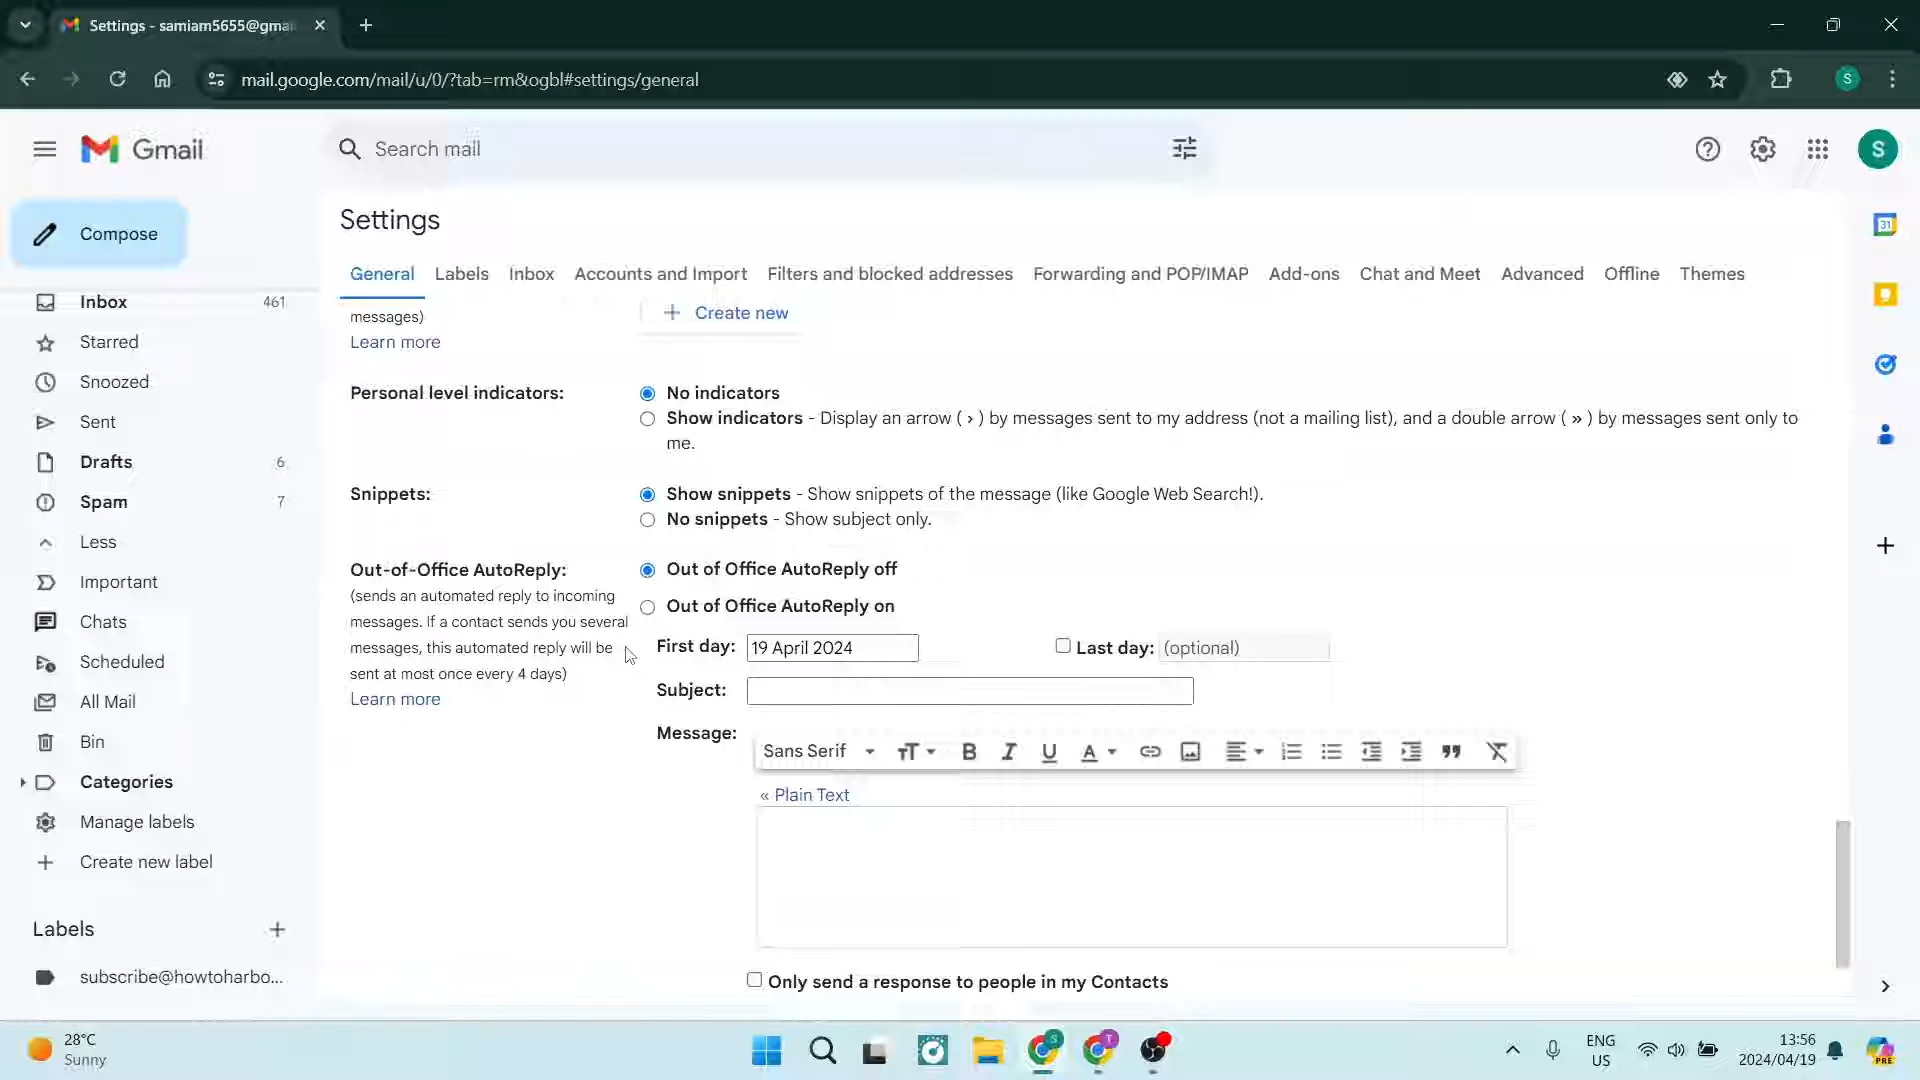 Settings - samiam5655@gmai
mail.google.com/mail/u/0/?tab=rm&ogbl#settings/general
S
Gmail
Search mail
S
Compose
Inbox 461
Starred
Snoozed
Sent
Drafts 6
Spam 7
Less
Important
Chats
Scheduled
All Mail
Bin
Categories
Manage labels
Create new label
Labels
subscribe@howtoharbo...
Settings
General Labels Inbox Accounts and Import Filters and blocked addresses Forwarding and POP/IMAP Add-ons Chat and Meet Advanced Offline Themes
messages)
Learn more
+ Create new
Personal level indicators:
No indicators
Show indicators - Display an arrow ( › ) by messages sent to my address (not a mailing list), and a double arrow ( » ) by messages sent only to
me.
Snippets:
Show snippets - Show snippets of the message (like Google Web Search!).
No snippets - Show subject only.
Out-of-Office AutoReply:
(sends an automated reply to incoming
messages. If a contact sends you several
messages, this automated reply will be
sent at most once every 4 days)
Learn more
Out of Office AutoReply off
Out of Office AutoReply on
First day: 19 April 2024 Last day: (optional)
Subject:
Message:
Sans Serif
« Plain Text
Only send a response to people in my Contacts
31
28°C
Sunny
S
T
ENG
US
13:56
2024/04/19
PRE